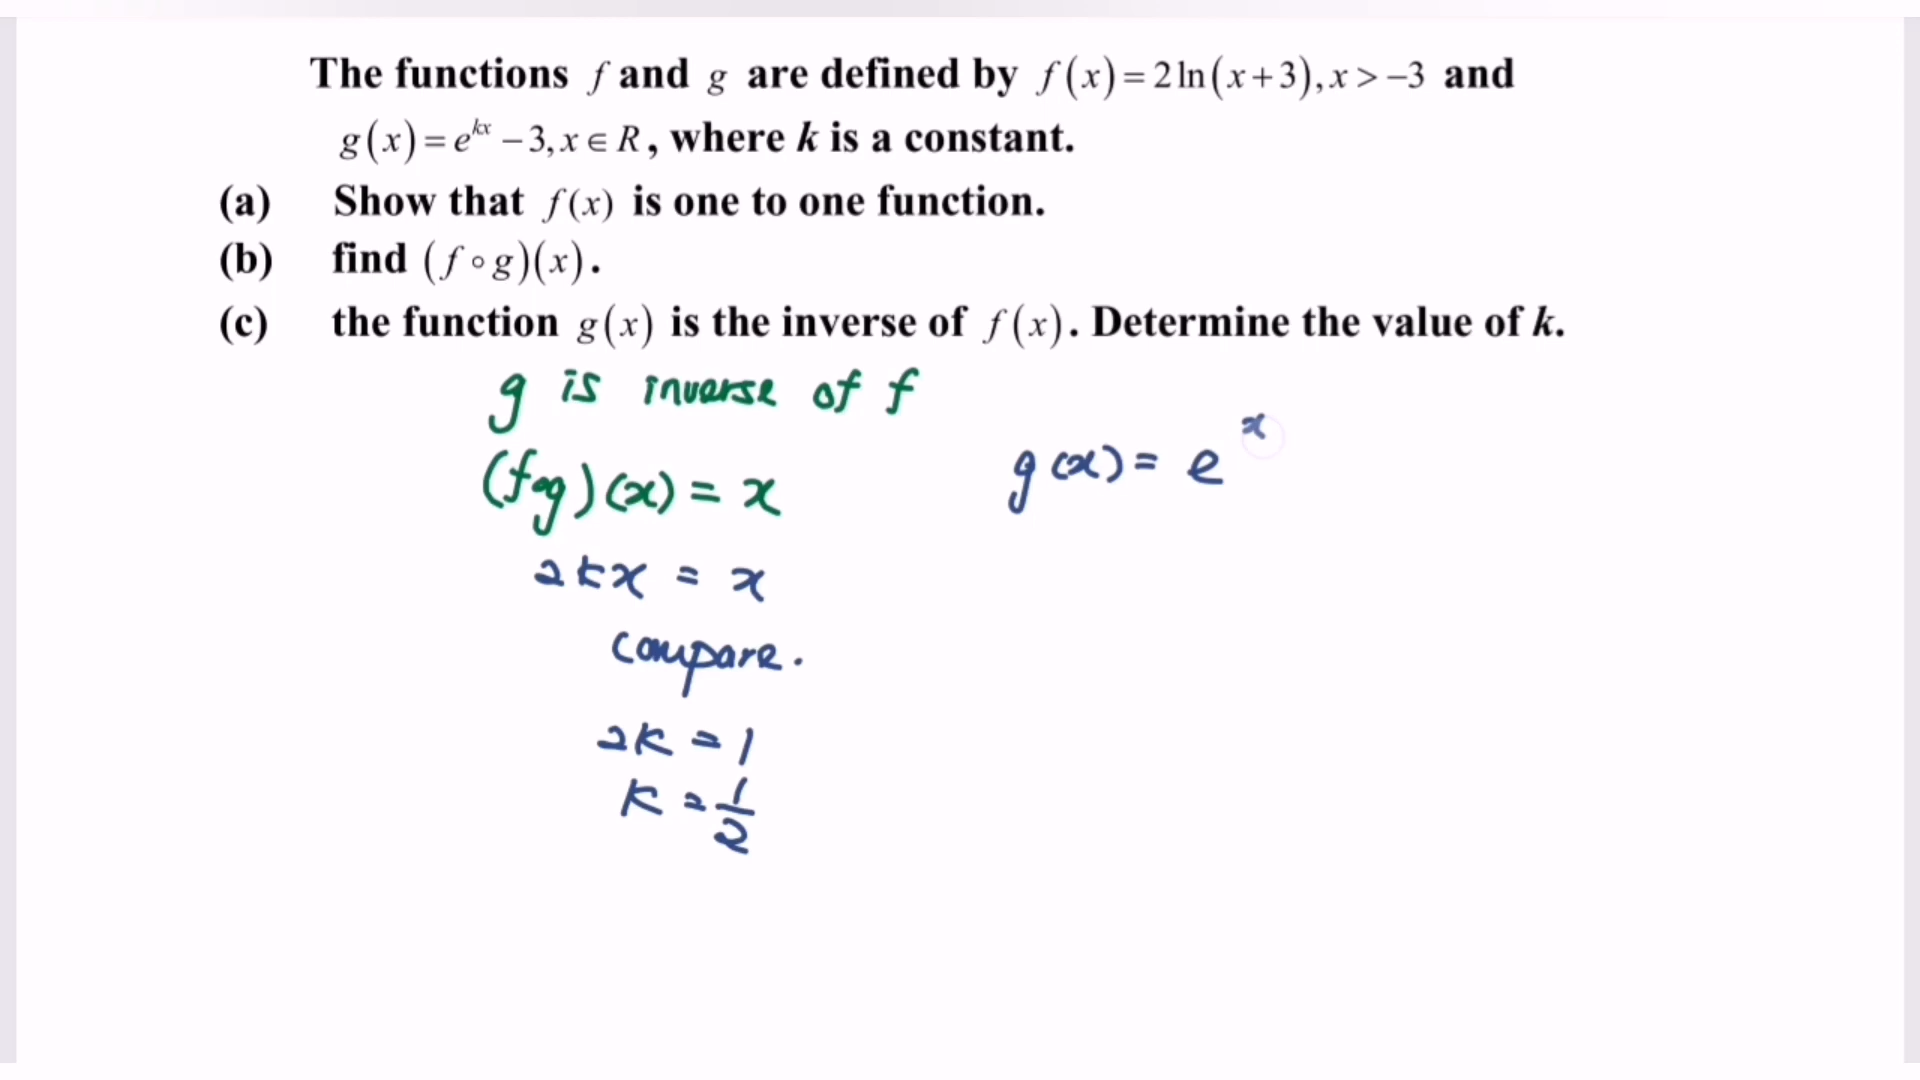 The functions f and g are defined by f(x)=2ln(x+3),x>−3 and
g(x)=e^{kx}−3,x∈R, where k is a constant.
(a) Show that f(x) is one to one function.
(b) find (f∘g)(x).
(c) the function g(x) is the inverse of f(x). Determine the value of k.
g is inverse of f
(f∘g)(x) = x
g(x) = e^x
2kx = x
compare.
2k = 1
k = 1/2